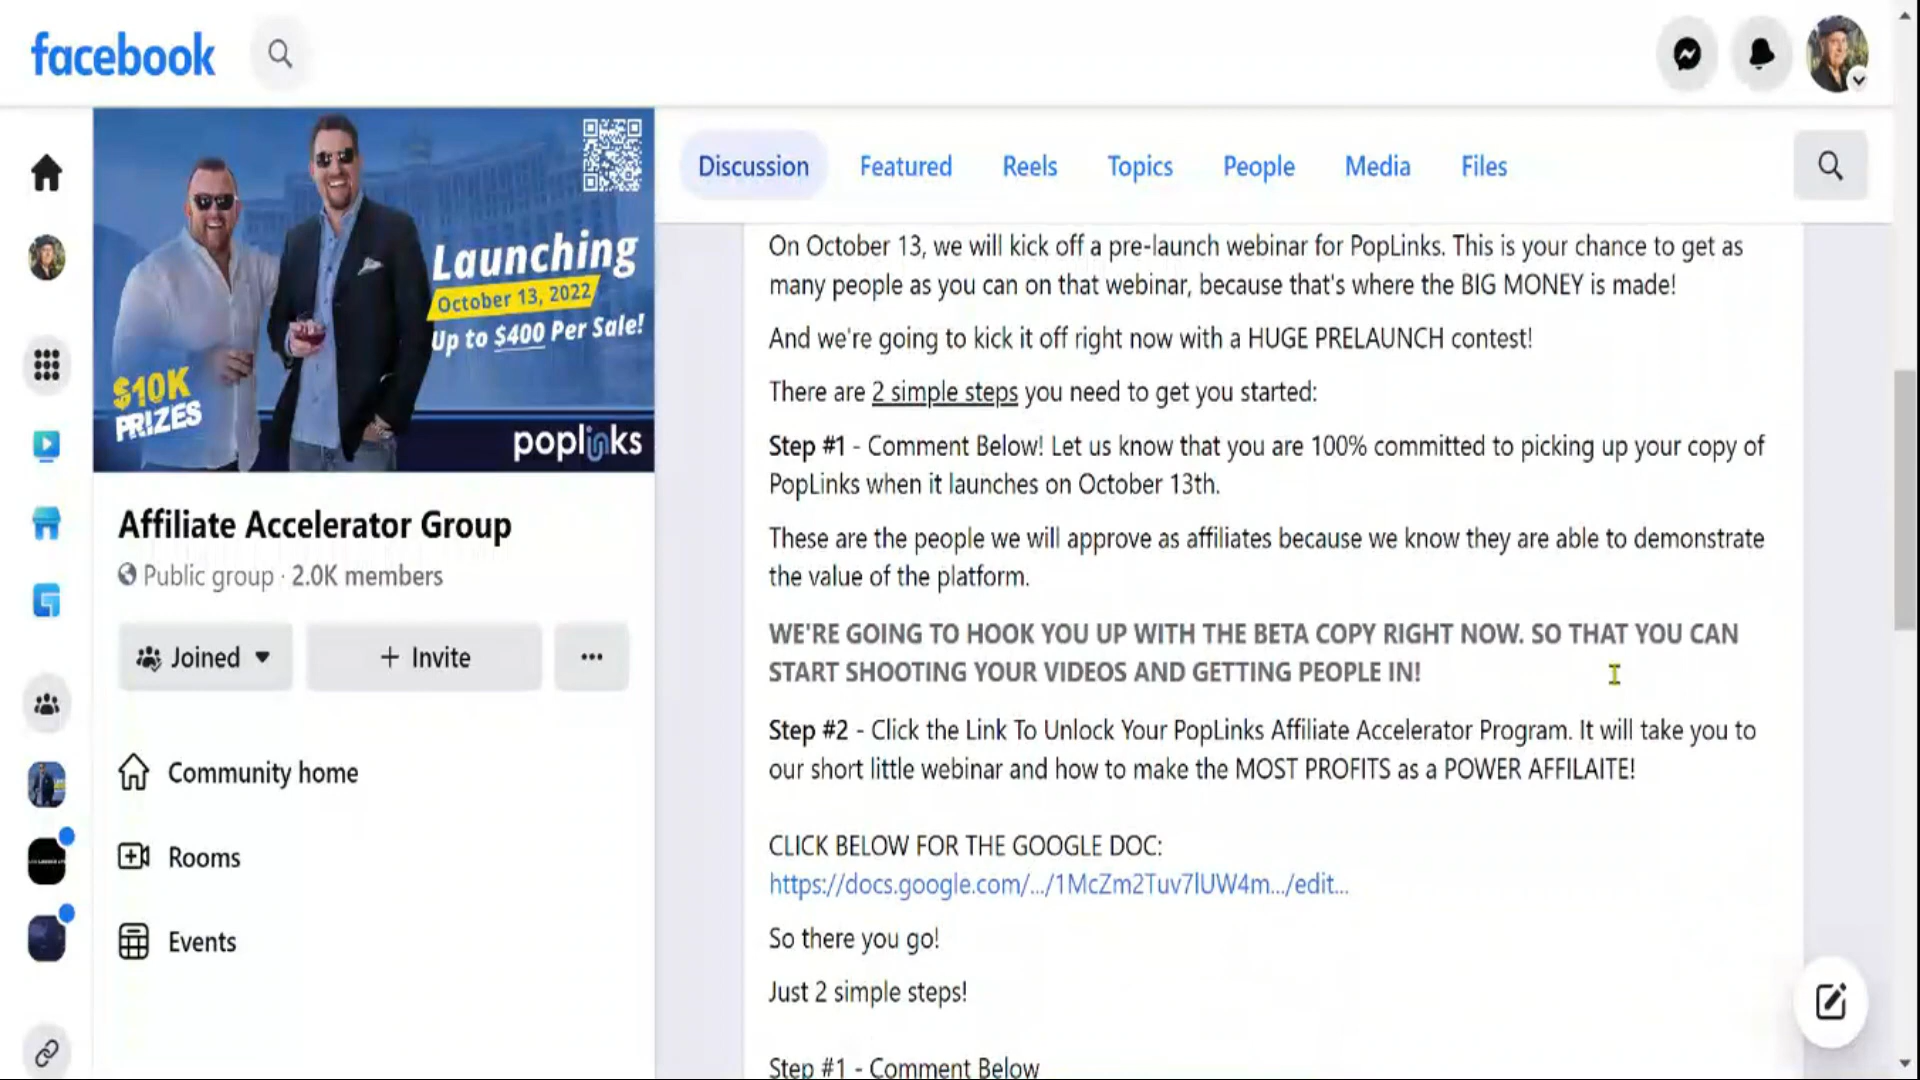 facebook
Launching
October 13, 2022
Up to $400 Per Sale!
$10K
PRIZES
poplinks
Affiliate Accelerator Group
Public group · 2.0K members
Joined
+ Invite
Community home
Rooms
Events
Discussion
Featured
Reels
Topics
People
Media
Files
On October 13, we will kick off a pre-launch webinar for PopLinks. This is your chance to get as
many people as you can on that webinar, because that's where the BIG MONEY is made!
And we're going to kick it off right now with a HUGE PRELAUNCH contest!
There are 2 simple steps you need to get you started:
Step #1 - Comment Below! Let us know that you are 100% committed to picking up your copy of
PopLinks when it launches on October 13th.
These are the people we will approve as affiliates because we know they are able to demonstrate
the value of the platform.
WE'RE GOING TO HOOK YOU UP WITH THE BETA COPY RIGHT NOW. SO THAT YOU CAN
START SHOOTING YOUR VIDEOS AND GETTING PEOPLE IN!
Step #2 - Click the Link To Unlock Your PopLinks Affiliate Accelerator Program. It will take you to
our short little webinar and how to make the MOST PROFITS as a POWER AFFILAITE!
CLICK BELOW FOR THE GOOGLE DOC:
https://docs.google.com/.../1McZm2Tuv7lUW4m.../edit...
So there you go!
Just 2 simple steps!
Step #1 - Comment Below